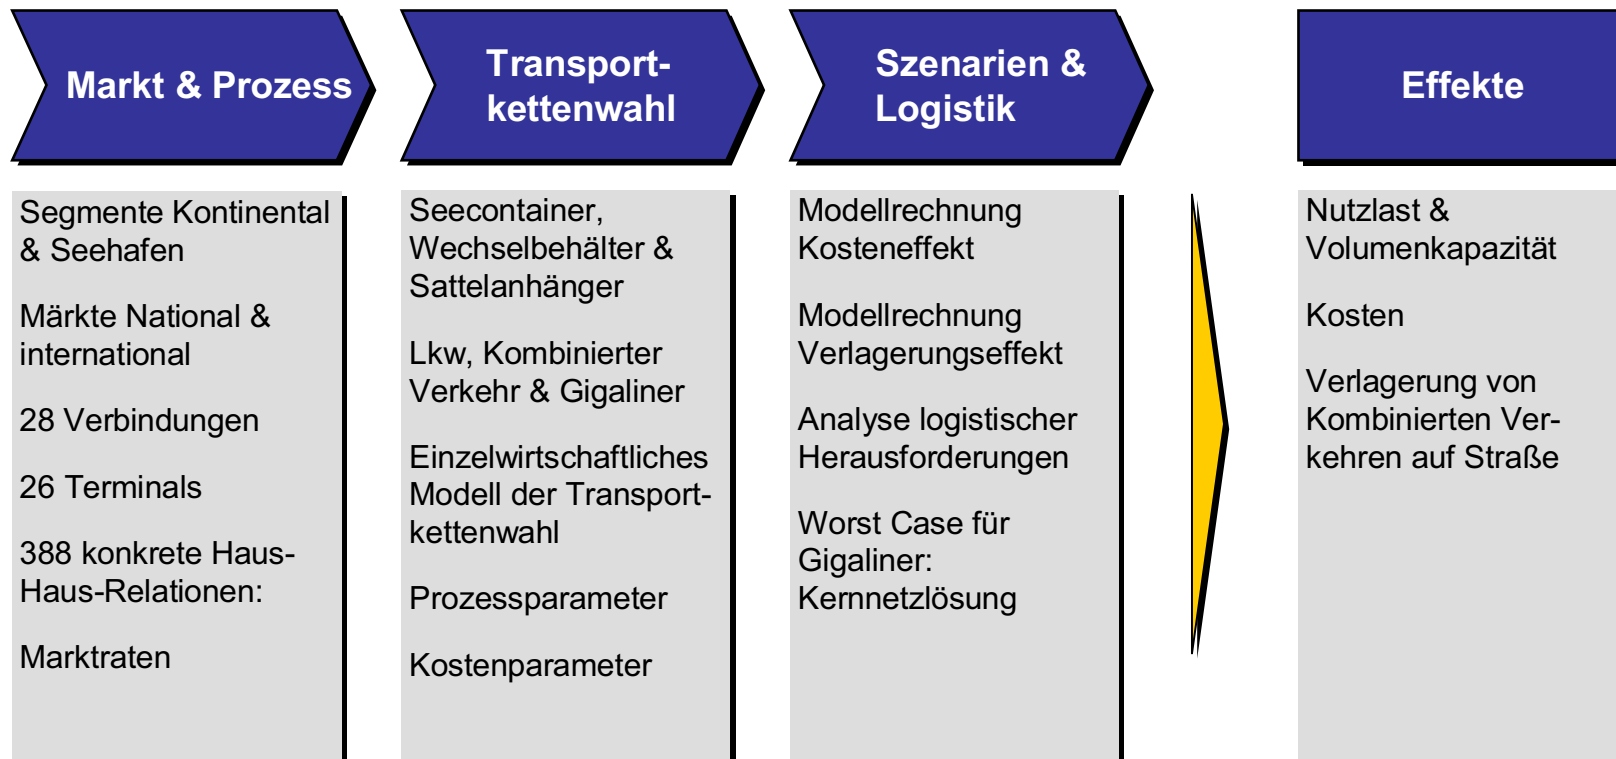 Markt & Prozess
Segmente Kontinental
& Seehafen
Märkte National &
international
28 Verbindungen
26 Terminals
388 konkrete Haus-
Haus-Relationen:
Marktraten
Transport-
kettenwahl
Seecontainer,
Wechselbehälter &
Sattelanhänger
Lkw, Kombinierter
Verkehr & Gigaliner
Einzelwirtschaftliches
Modell der Transport-
kettenwahl
Prozessparameter
Kostenparameter
Szenarien &
Logistik
Modellrechnung
Kosteneffekt
Modellrechnung
Verlagerungseffekt
Analyse logistischer
Herausforderungen
Worst Case für
Gigaliner:
Kernnetzlösung
Effekte
Nutzlast &
Volumenkapazität
Kosten
Verlagerung von
Kombinierten Ver-
kehren auf Straße